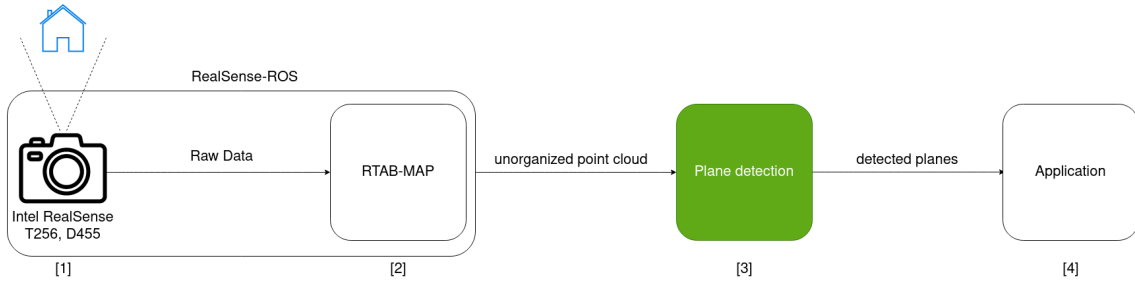 RealSense-ROS
Raw Data
RTAB-MAP
unorganized point cloud
Plane detection
detected planes
Application
Intel RealSense
T256, D455
[1]
[2]
[3]
[4]